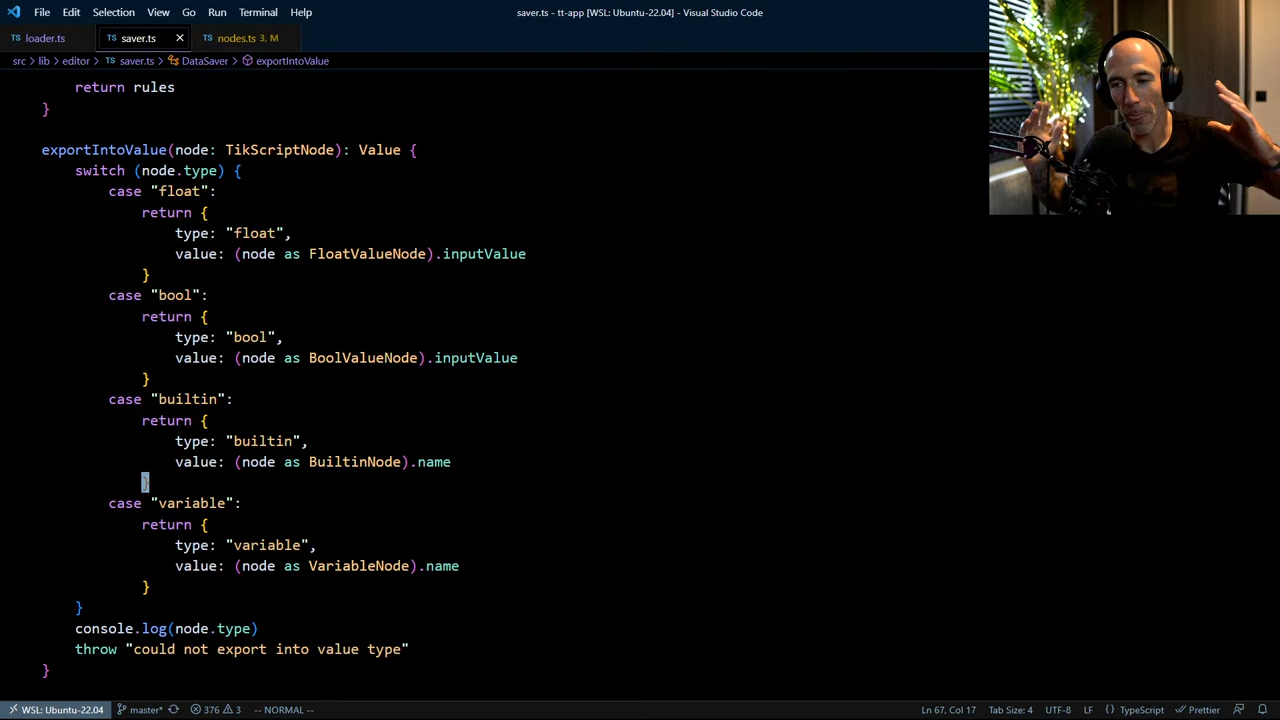 File Edit Selection View Go Run Terminal Help
saver.ts - tt-app [WSL: Ubuntu-22.04] - Visual Studio Code
TS loader.ts TS saver.ts × TS nodes.ts 3, M
src > lib > editor > TS saver.ts > DataSaver > exportIntoValue
return rules
}
exportIntoValue(node: TikScriptNode): Value {
switch (node.type) {
case "float":
return {
type: "float",
value: (node as FloatValueNode).inputValue
}
case "bool":
return {
type: "bool",
value: (node as BoolValueNode).inputValue
}
case "builtin":
return {
type: "builtin",
value: (node as BuiltinNode).name
}
case "variable":
return {
type: "variable",
value: (node as VariableNode).name
}
}
console.log(node.type)
throw "could not export into value type"
}
WSL: Ubuntu-22.04 master* 376 3 -- NORMAL -- Ln 67, Col 17 Tab Size: 4 UTF-8 LF {} TypeScript Prettier